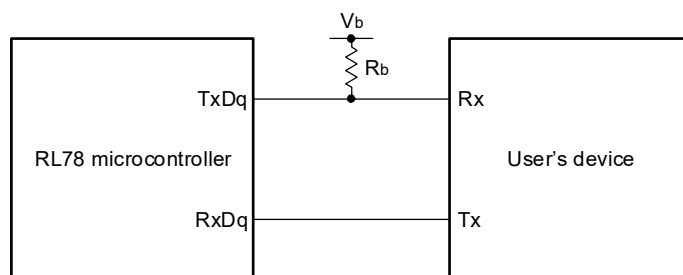 Vb
Rb
TxDq Rx
RL78 microcontroller User’s device
RxDq Tx